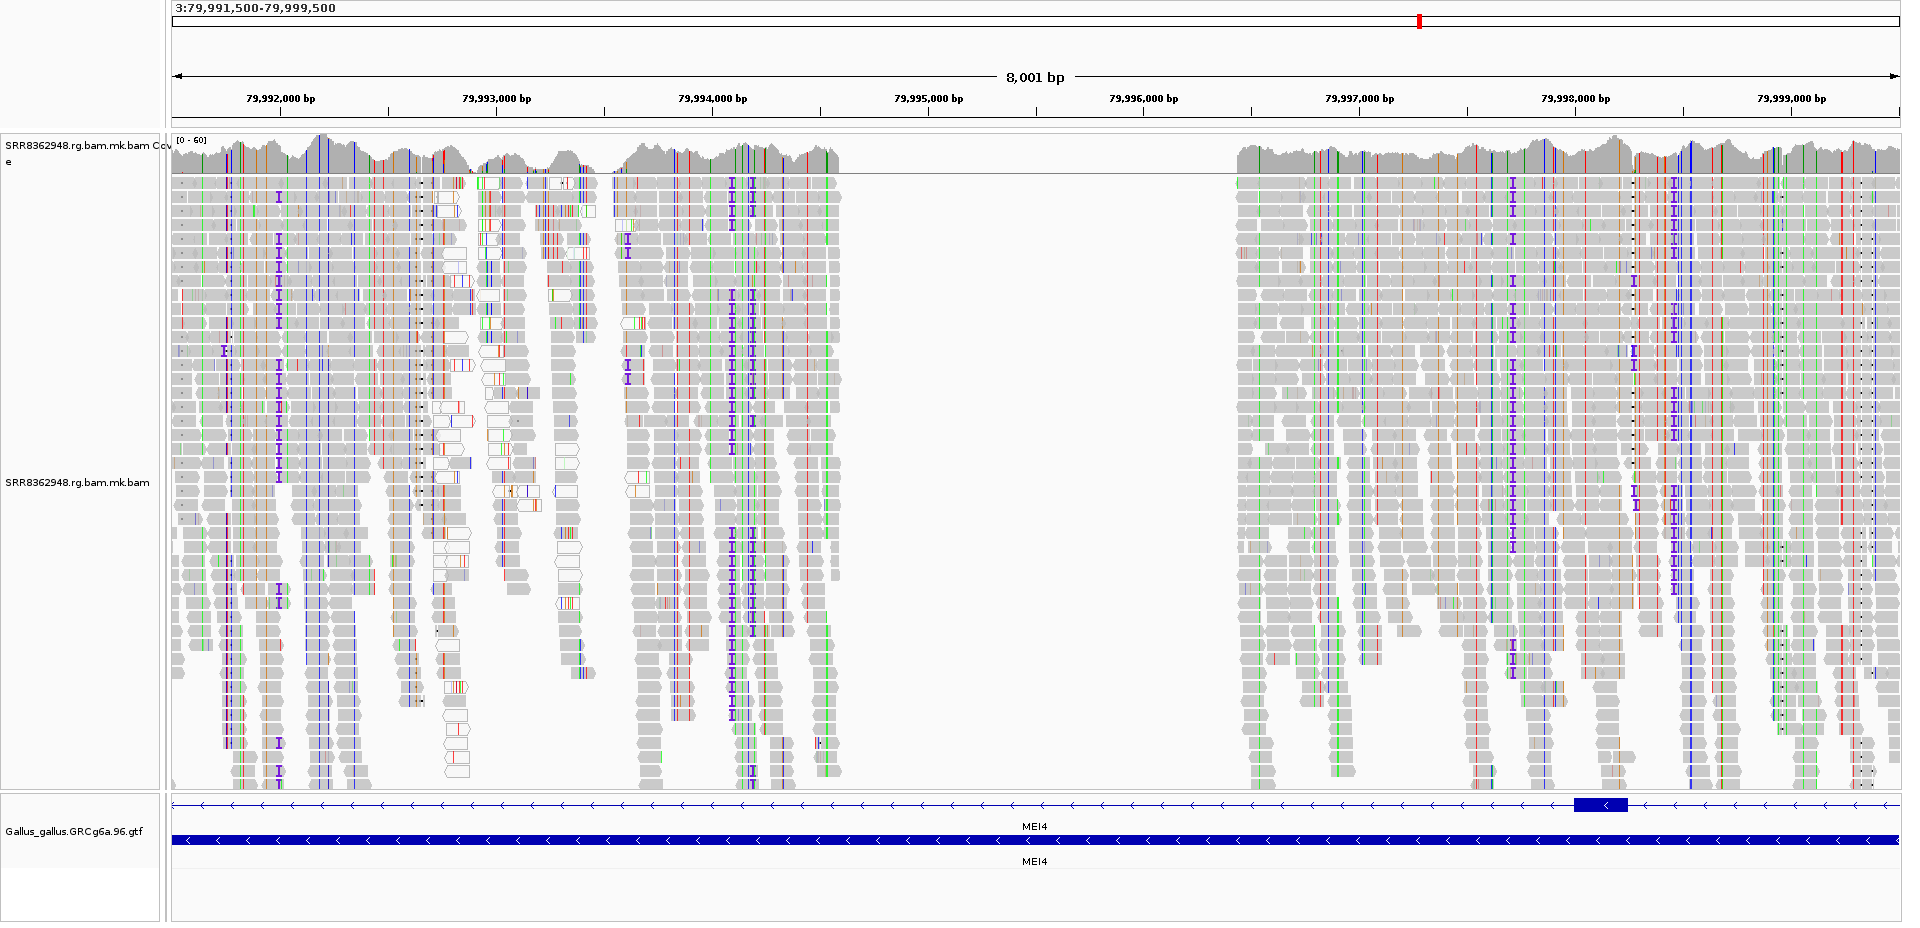 3:79,991,500-79,999,500
8,001 bp
79,992,000 bp 79,993,000 bp 79,994,000 bp 79,995,000 bp 79,996,000 bp 79,997,000 bp 79,998,000 bp 79,999,000 bp
SRR8362948.rg.bam.mk.bam Cov
e
[0 - 60]
SRR8362948.rg.bam.mk.bam
Gallus_gallus.GRCg6a.96.gtf
MEI4
MEI4